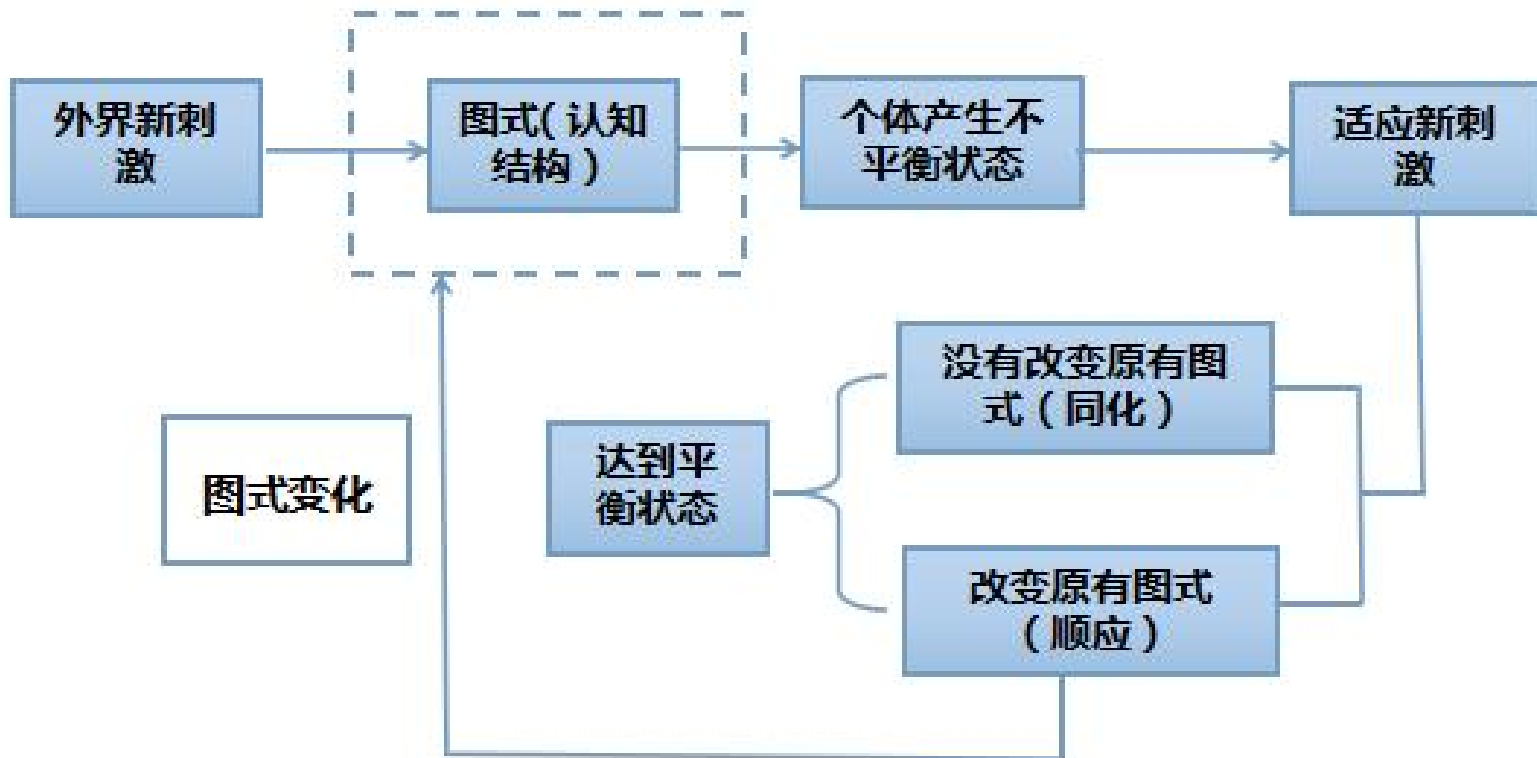 外界新刺
激
图式（认知
结构）
个体产生不
平衡状态
适应新刺
激
没有改变原有图
式（同化）
图式变化
达到平
衡状态
改变原有图式
（顺应）